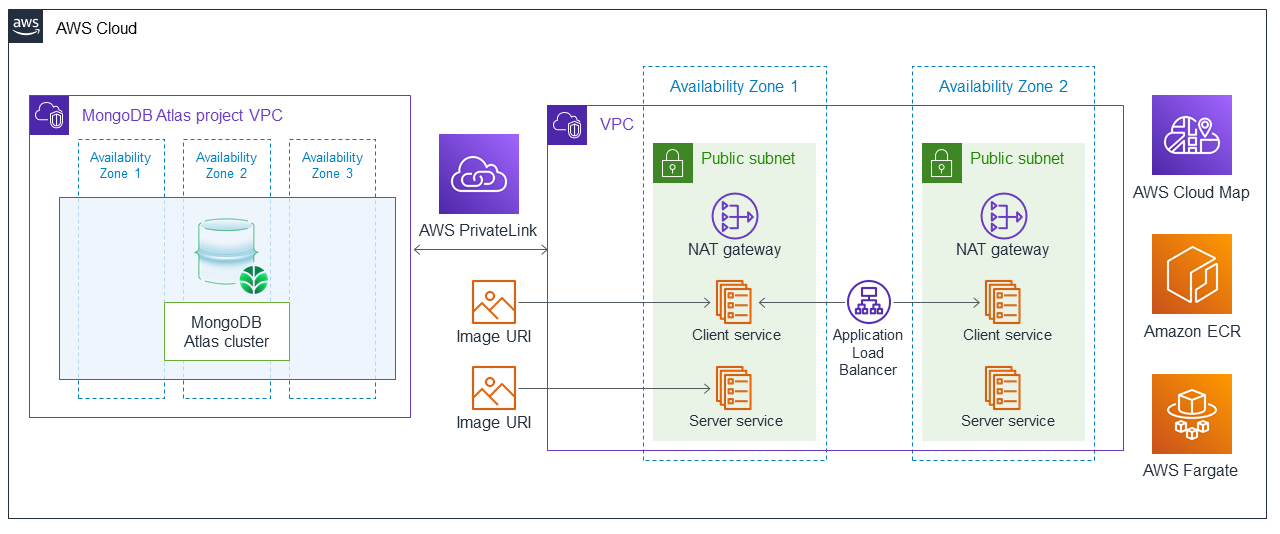 aws
AWS Cloud
MongoDB Atlas project VPC
Availability
Zone 1
Availability
Zone 2
Availability
Zone 3
MongoDB
Atlas cluster
AWS PrivateLink
Image URI
Image URI
VPC
Availability Zone 1
Public subnet
NAT gateway
Client service
Server service
Application
Load
Balancer
Availability Zone 2
Public subnet
NAT gateway
Client service
Server service
AWS Cloud Map
Amazon ECR
AWS Fargate